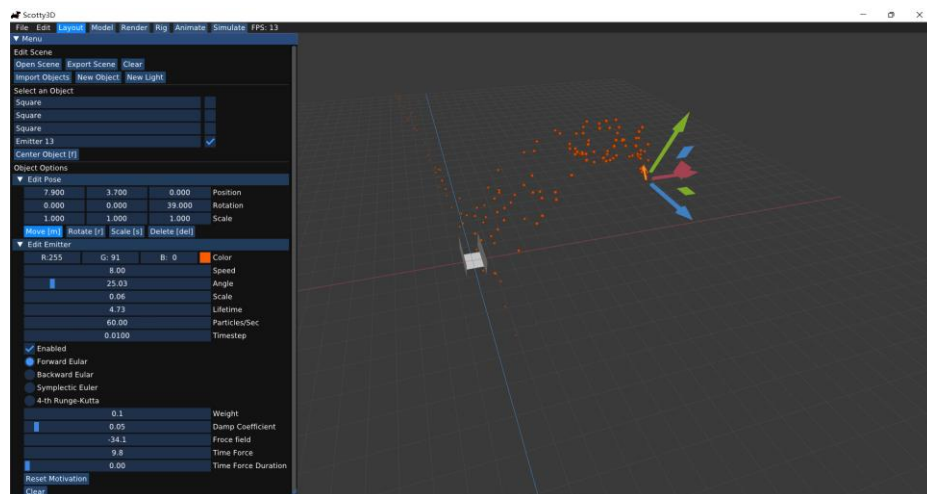 Scotty3D
File Edit Layout Model Render Rig Animate Simulate FPS: 13
Menu
Edit Scene
Open Scene Export Scene Clear
Import Objects New Object New Light
Select an Object
Square
Square
Square
Emitter 13
Center Object [f]
Object Options
Edit Pose
7.900 3.700 0.000 Position
0.000 0.000 39.000 Rotation
1.000 1.000 1.000 Scale
Move [m] Rotate [r] Scale [s] Delete [del]
Edit Emitter
R:255 G: 91 B: 0 Color
8.00 Speed
25.03 Angle
0.06 Scale
4.73 Lifetime
60.00 Particles/Sec
0.0100 Timestep
Enabled
Forward Eular
Backward Eular
Symplectic Euler
4-th Runge-Kutta
0.1 Weight
0.05 Damp Coefficient
-34.1 Froce field
9.8 Time Force
0.00 Time Force Duration
Reset Motivation
Clear